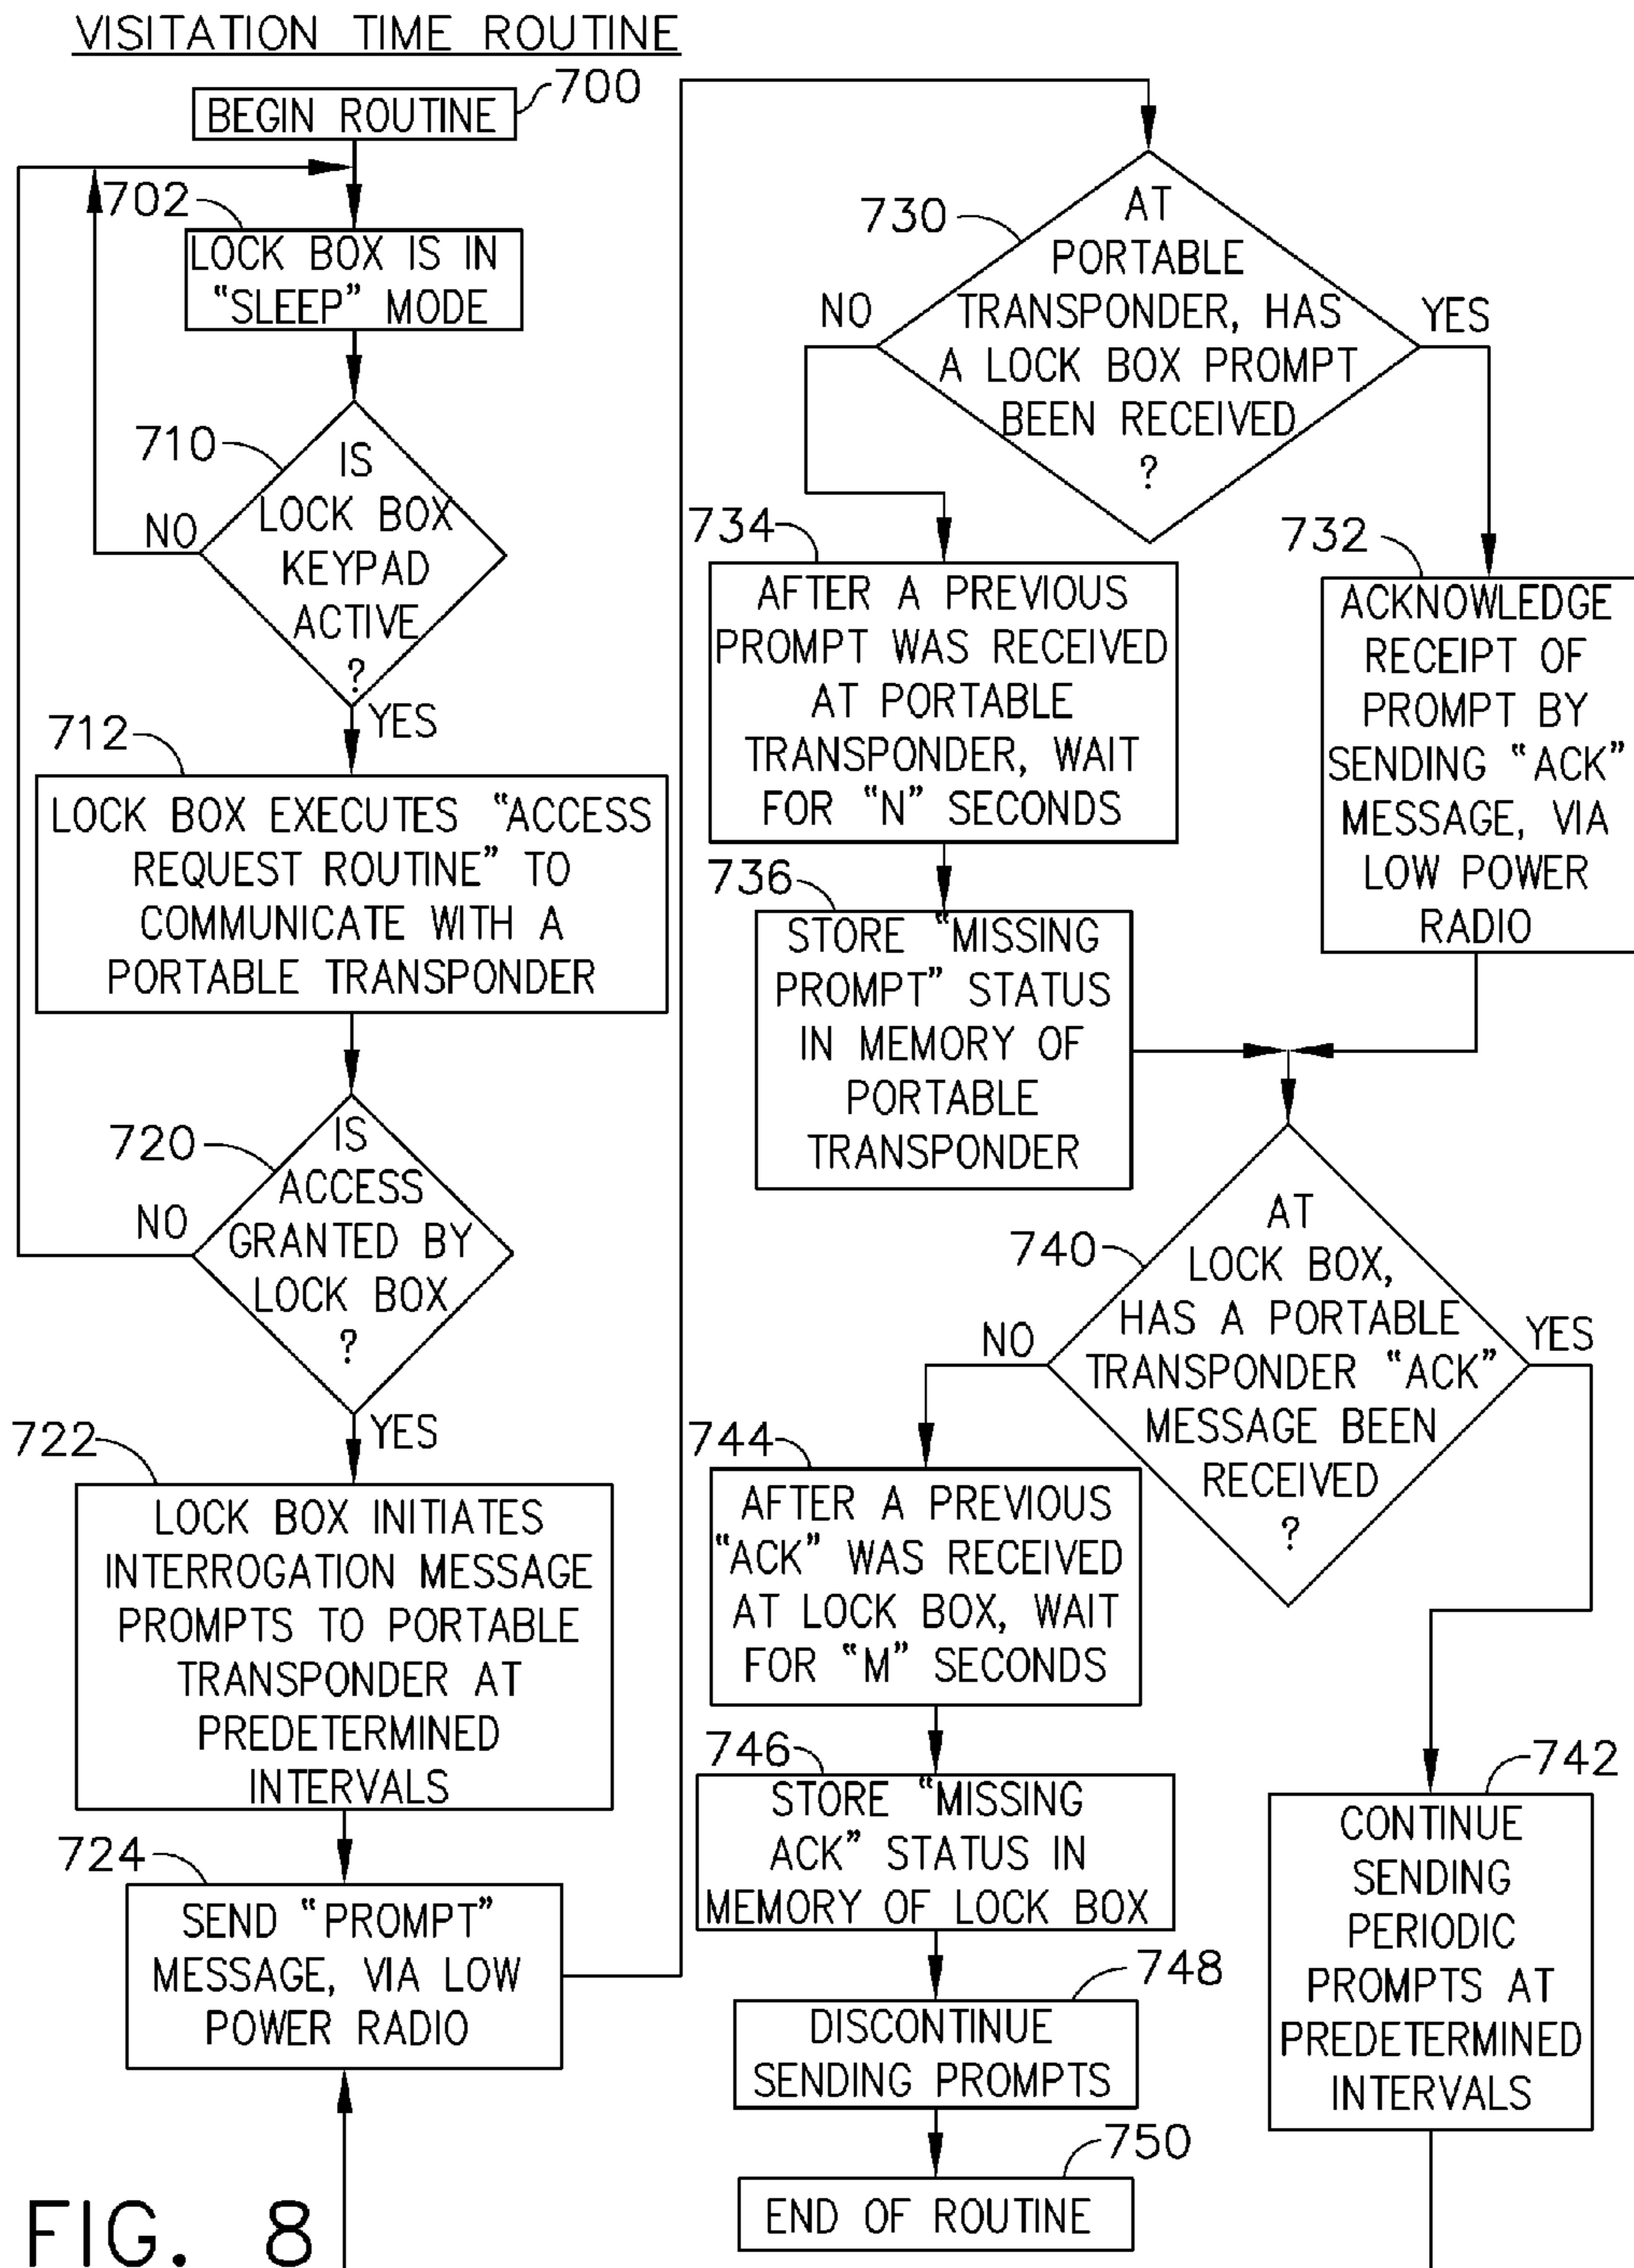 VISITATION TIME ROUTINE
BEGIN ROUTINE
700
702
LOCK BOX IS IN
“SLEEP” MODE
710
IS
LOCK BOX
KEYPAD
ACTIVE
?
NO
YES
712
LOCK BOX EXECUTES “ACCESS
REQUEST ROUTINE” TO
COMMUNICATE WITH A
PORTABLE TRANSPONDER
720
IS
ACCESS
GRANTED BY
LOCK BOX
?
NO
YES
722
LOCK BOX INITIATES
INTERROGATION MESSAGE
PROMPTS TO PORTABLE
TRANSPONDER AT
PREDETERMINED
INTERVALS
724
SEND “PROMPT”
MESSAGE, VIA LOW
POWER RADIO
730
AT
PORTABLE
TRANSPONDER, HAS
A LOCK BOX PROMPT
BEEN RECEIVED
?
NO
YES
734
AFTER A PREVIOUS
PROMPT WAS RECEIVED
AT PORTABLE
TRANSPONDER, WAIT
FOR “N” SECONDS
732
ACKNOWLEDGE
RECEIPT OF
PROMPT BY
SENDING “ACK”
MESSAGE, VIA
LOW POWER
RADIO
736
STORE “MISSING
PROMPT” STATUS
IN MEMORY OF
PORTABLE
TRANSPONDER
740
AT
LOCK BOX,
HAS A PORTABLE
TRANSPONDER “ACK”
MESSAGE BEEN
RECEIVED
?
NO
YES
744
AFTER A PREVIOUS
“ACK” WAS RECEIVED
AT LOCK BOX, WAIT
FOR “M” SECONDS
746
STORE “MISSING
ACK” STATUS IN
MEMORY OF LOCK BOX
742
CONTINUE
SENDING
PERIODIC
PROMPTS AT
PREDETERMINED
INTERVALS
748
DISCONTINUE
SENDING PROMPTS
750
END OF ROUTINE
FIG. 8